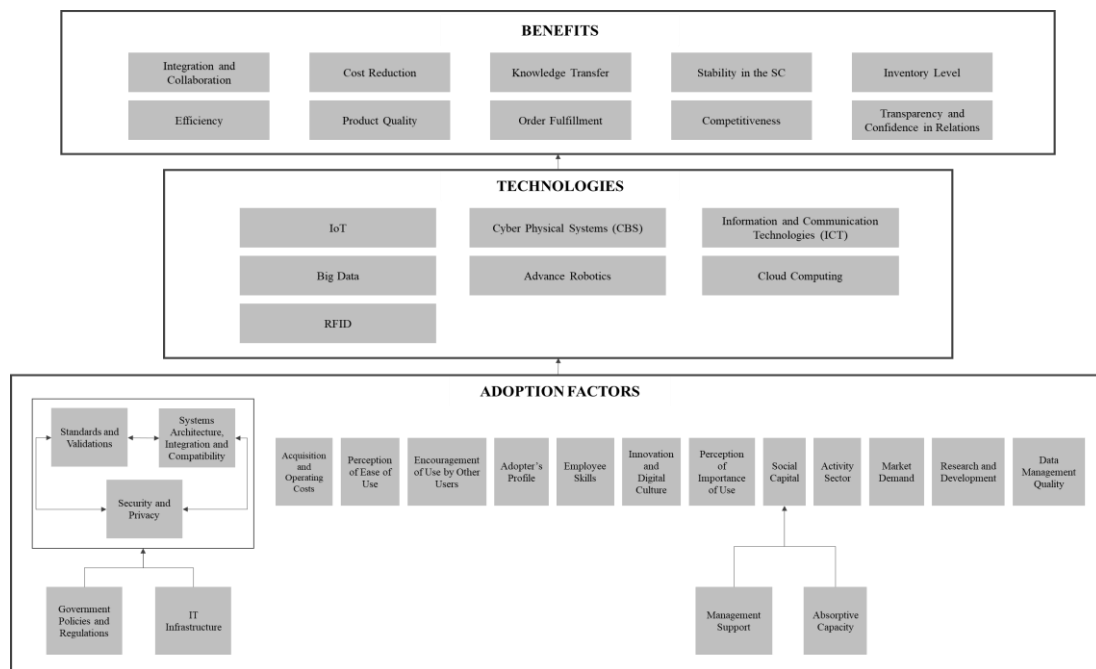 BENEFITS
Integration and
Collaboration
Cost Reduction
Knowledge Transfer
Stability in the SC
Inventory Level
Efficiency
Product Quality
Order Fulfillment
Competitiveness
Transparency and
Confidence in Relations
TECHNOLOGIES
IoT
Cyber Physical Systems (CBS)
Information and Communication
Technologies (ICT)
Big Data
Advance Robotics
Cloud Computing
RFID
ADOPTION FACTORS
Standards and
Validations
Systems
Architecture,
Integration and
Compatibility
Security and
Privacy
Acquisition
and
Operating
Costs
Perception
of Ease of
Use
Encouragement
of Use by Other
Users
Adopter's
Profile
Employee
Skills
Innovation
and
Digital
Culture
Perception
of
Importance
of Use
Social
Capital
Activity
Sector
Market
Demand
Research and
Development
Data
Management
Quality
Government
Policies and
Regulations
IT
Infrastructure
Management
Support
Absorptive
Capacity